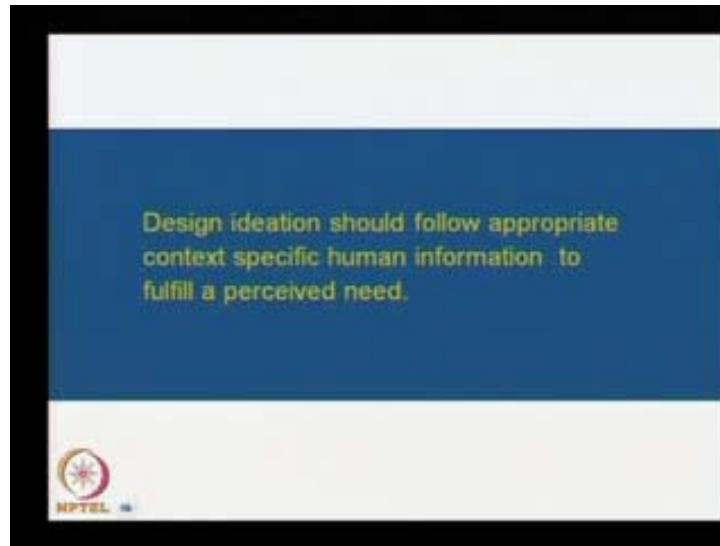 Design ideation should follow appropriate
context specific human information to
fulfill a perceived need.
NPTEL